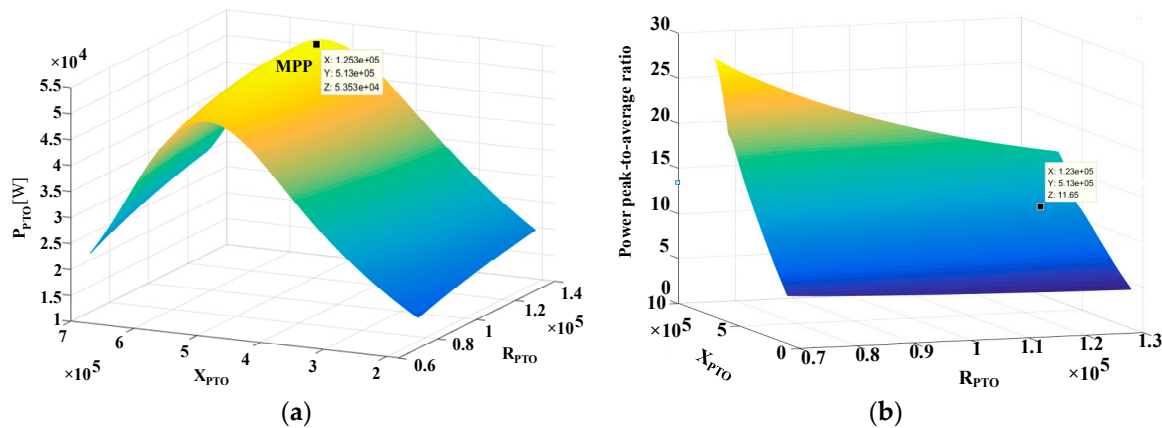 ×10⁴
5.5
5
4.5
4
3.5
3
2.5
2
1.5
1
P_PTO[W]
MPP
X: 1.253e+05
Y: 5.13e+05
Z: 5.353e+04
7
6
5
4
3
2
×10⁵
X_PTO
0.6
0.8
1
1.2
1.4
×10⁵
R_PTO
(a)
Power peak-to-average ratio
30
25
20
15
10
5
0
X: 1.23e+05
Y: 5.13e+05
Z: 11.65
10
5
0
×10⁵
X_PTO
0.7
0.8
0.9
1
1.1
1.2
1.3
×10⁵
R_PTO
(b)